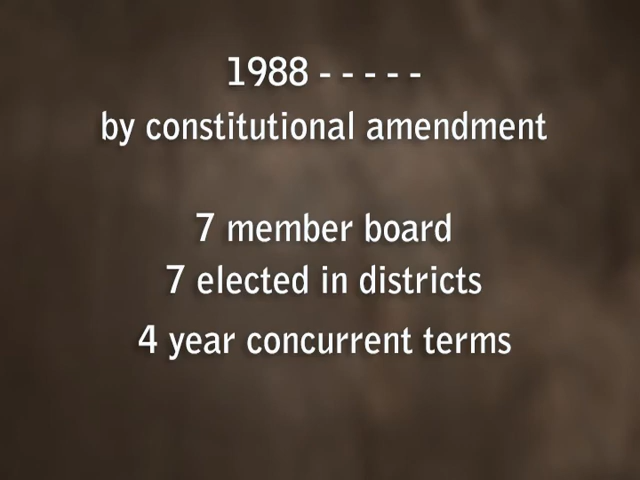 1988 - - - - -
by constitutional amendment
7 member board
7 elected in districts
4 year concurrent terms